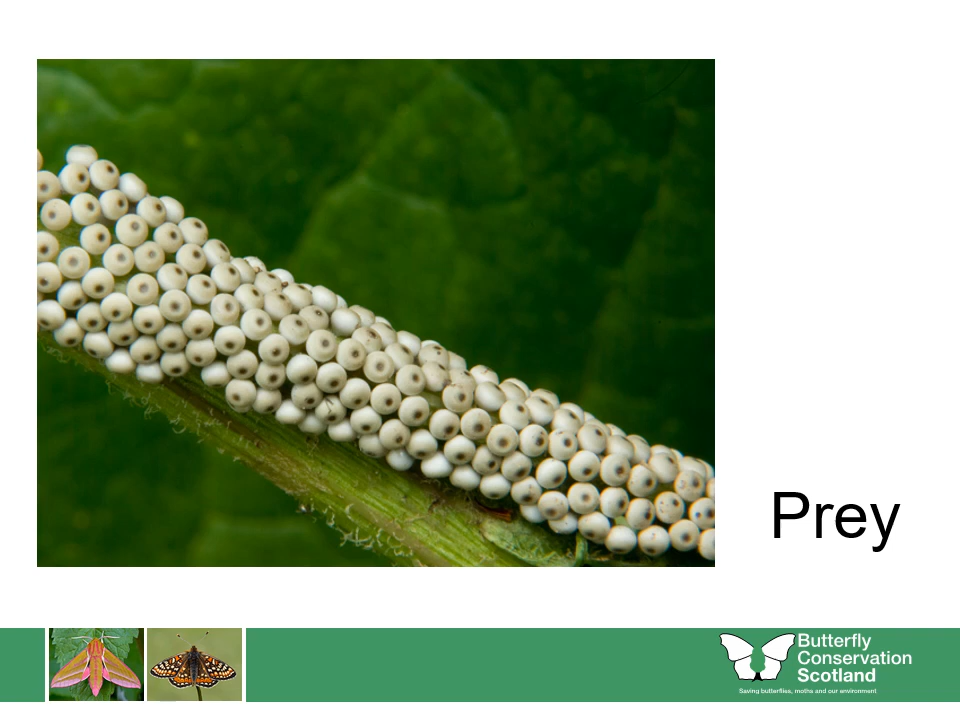 Prey
Butterfly
Conservation
Scotland
Saving butterflies, moths and our environment